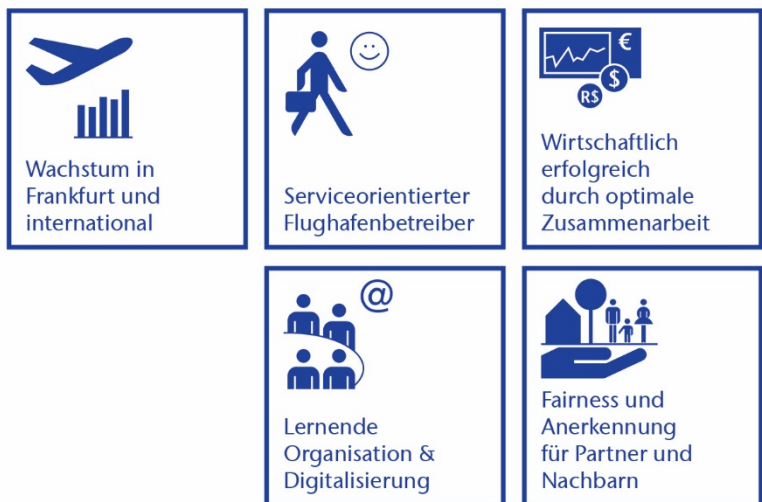 Wachstum in
Frankfurt und
international
Serviceorientierter
Flughafenbetreiber
€
$
R$
Wirtschaftlich
erfolgreich
durch optimale
Zusammenarbeit
@
Lernende
Organisation &
Digitalisierung
Fairness und
Anerkennung
für Partner und
Nachbarn